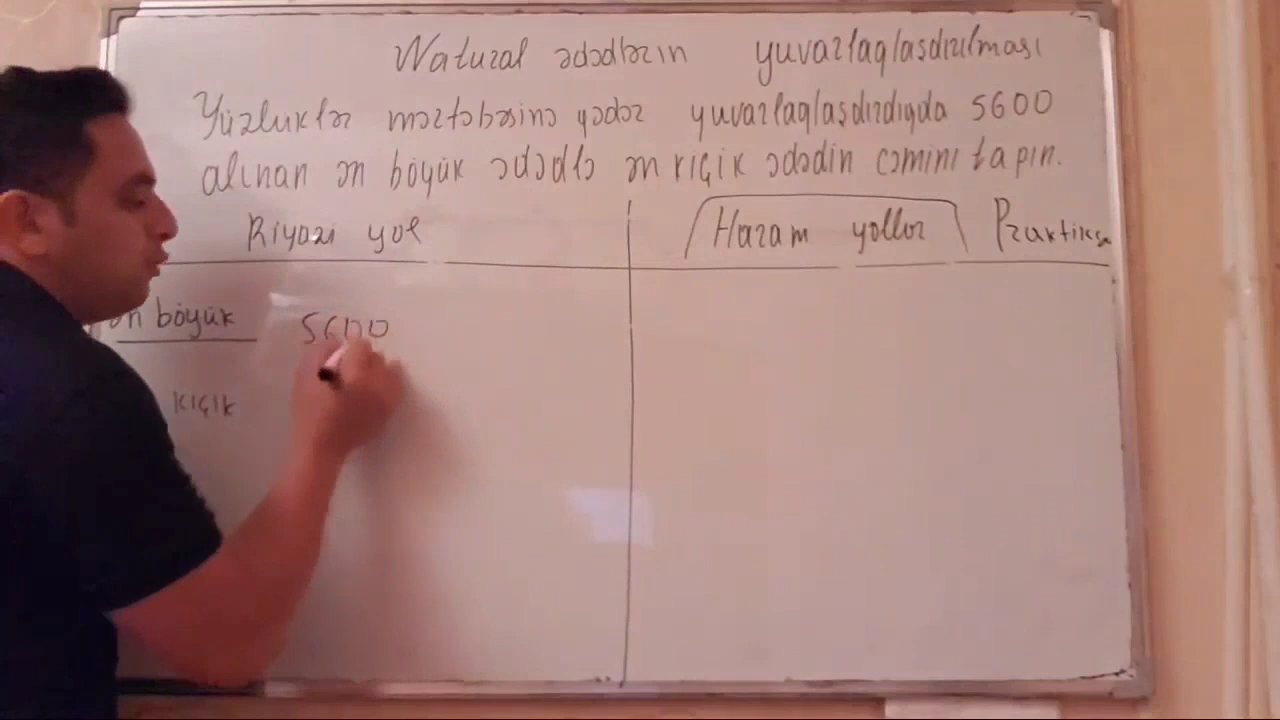 Natural ədədlərin yuvarlaqlaşdırılması
Yüzlüklər mərtəbəsinə qədər yuvarlaqlaşdırdıqda 5600
alınan ən böyük ədədlə ən kiçik ədədin cəmini tapın.
Riyazi yol
Haram yollar
Praktika
ən böyük 5600
kiçik